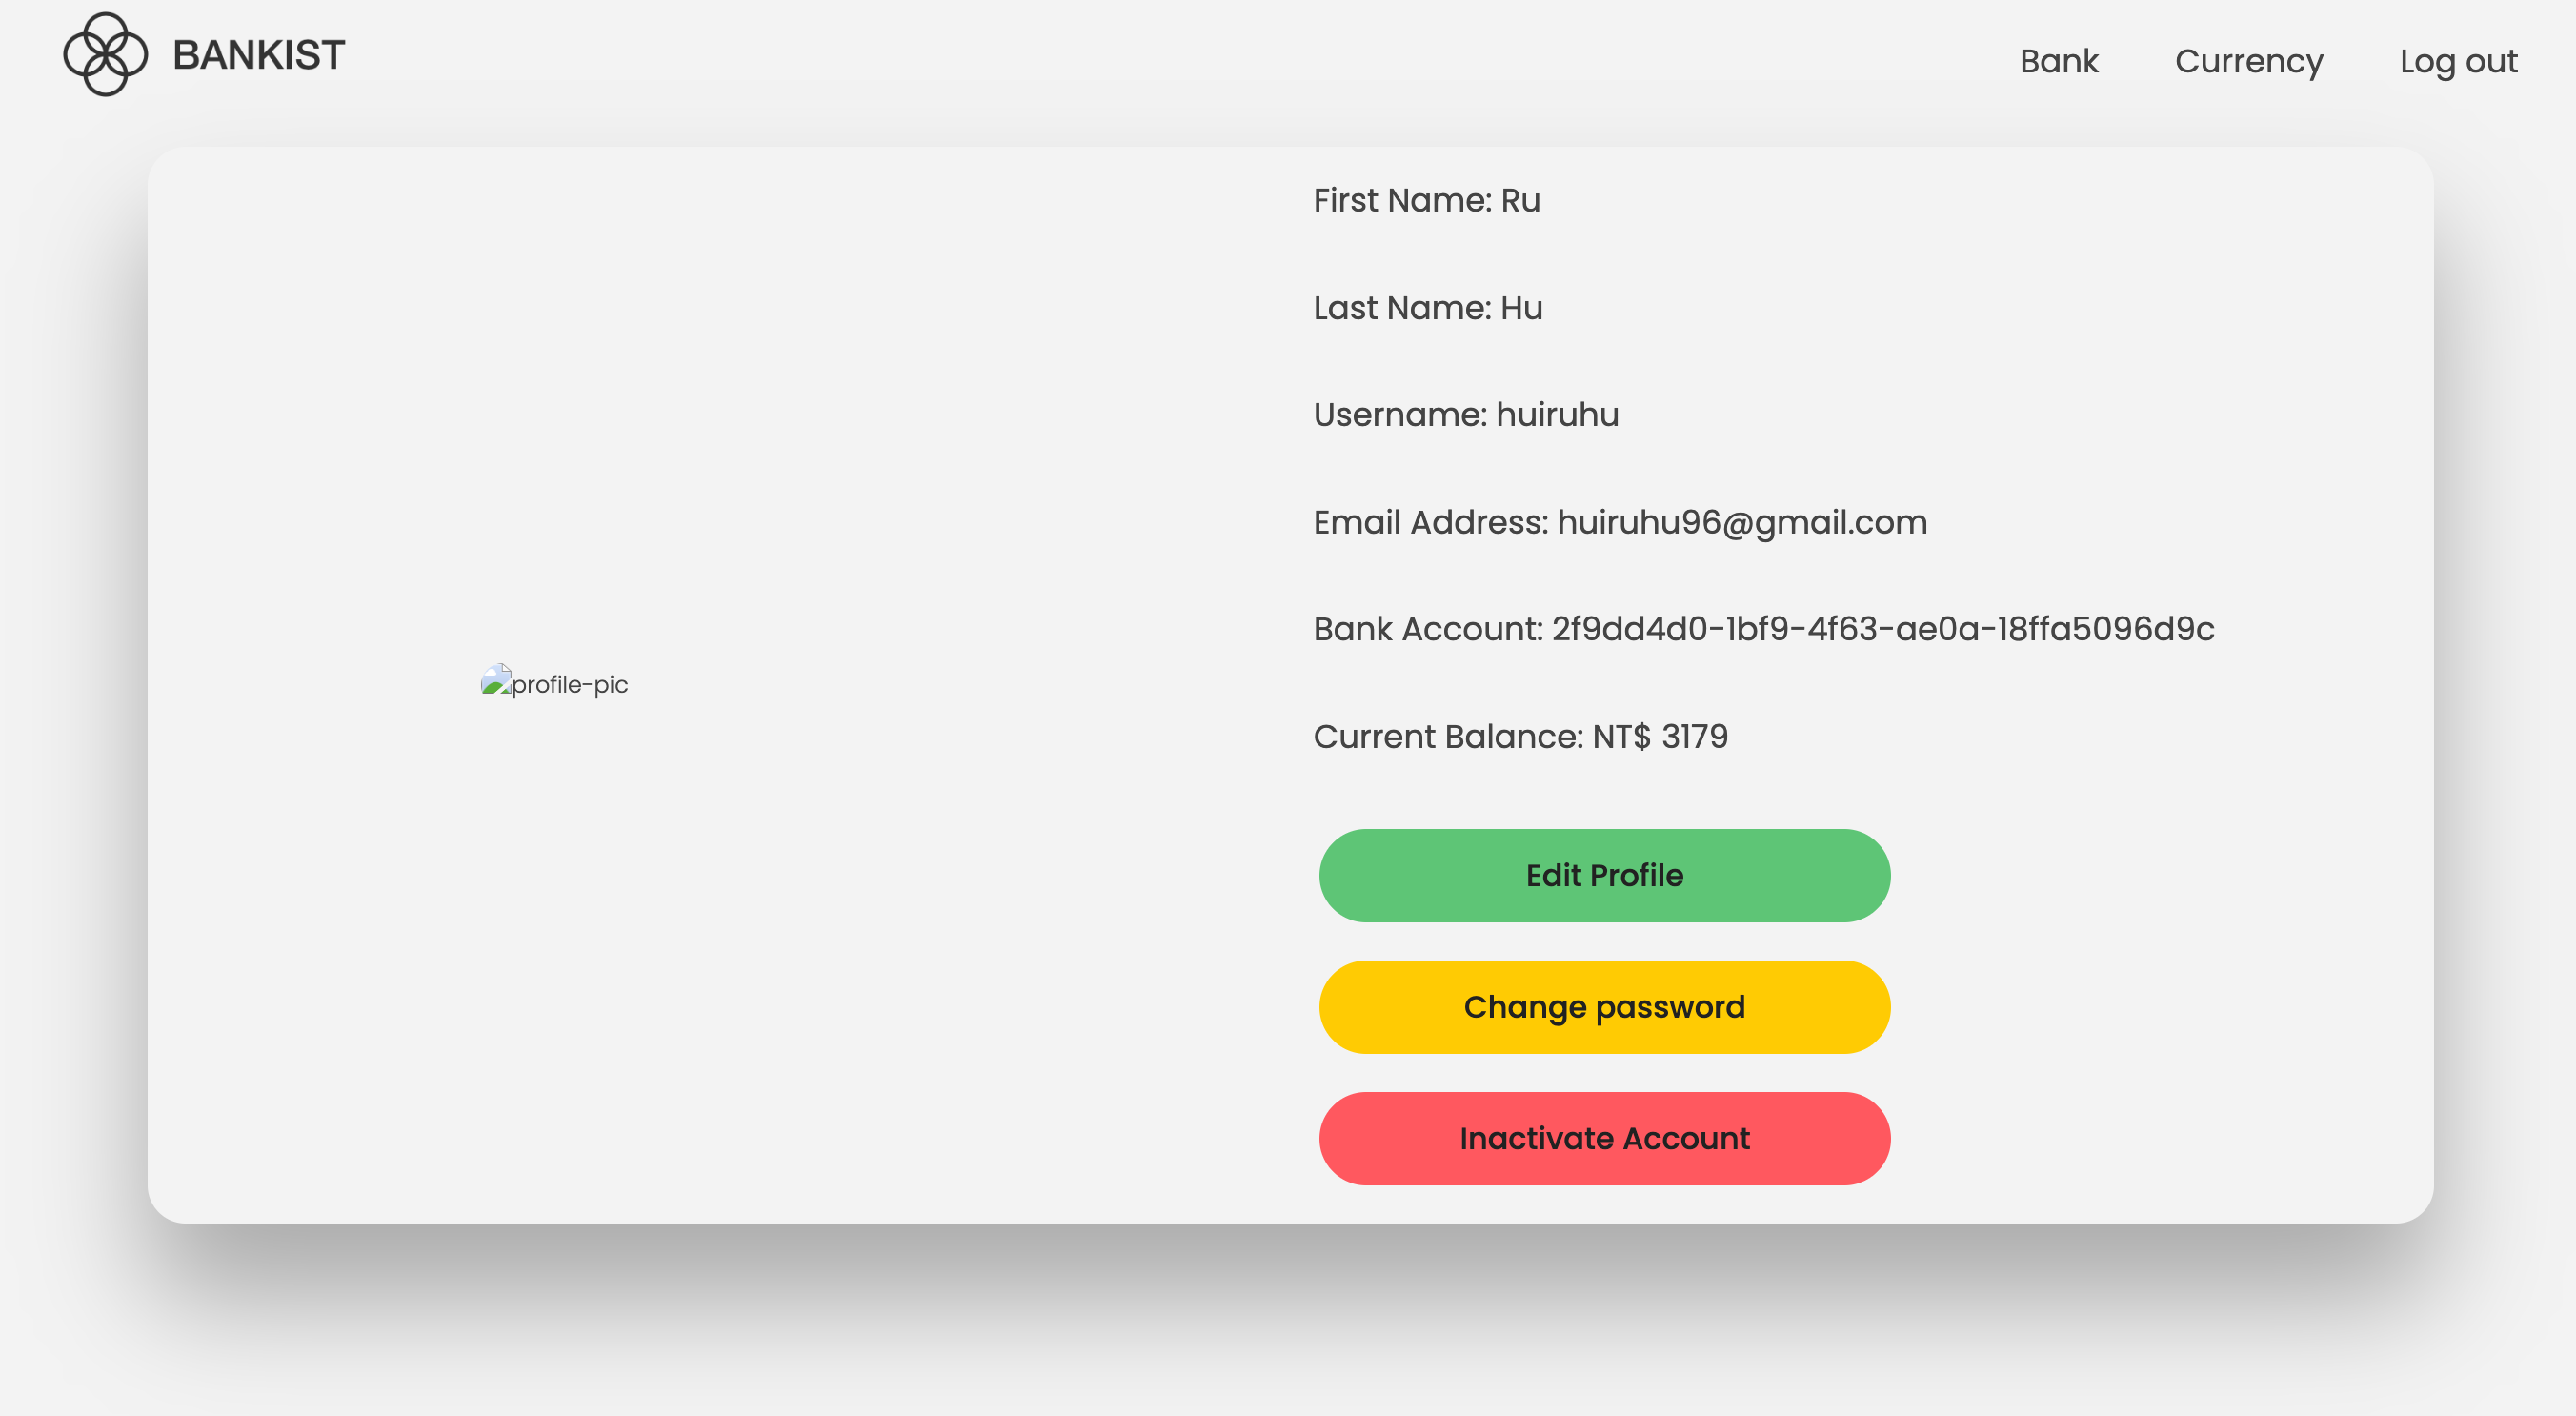 BANKIST
Bank Currency Log out
First Name: Ru
Last Name: Hu
Username: huiruhu
Email Address: huiruhu96@gmail.com
Bank Account: 2f9dd4d0-1bf9-4f63-ae0a-18ffa5096d9c
profile-pic
Current Balance: NT$ 3179
Edit Profile
Change password
Inactivate Account